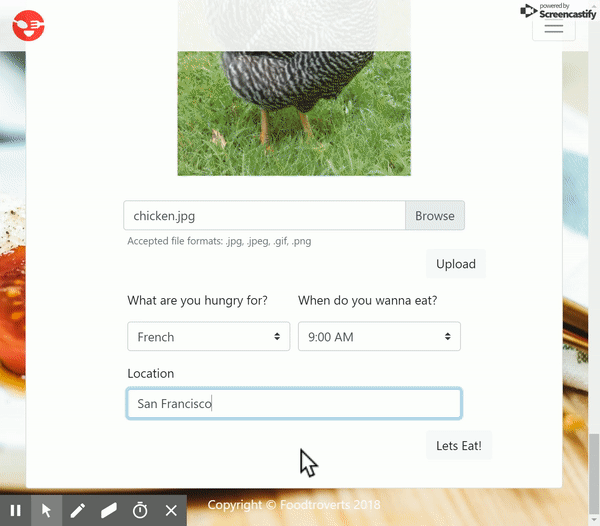 powered by
Screencastify
chicken.jpg
Browse
Accepted file formats: .jpg, .jpeg, .gif, .png
Upload
What are you hungry for? When do you wanna eat?
French
9:00 AM
Location
San Francisco
Lets Eat!
Copyright © Foodtroverts 2018